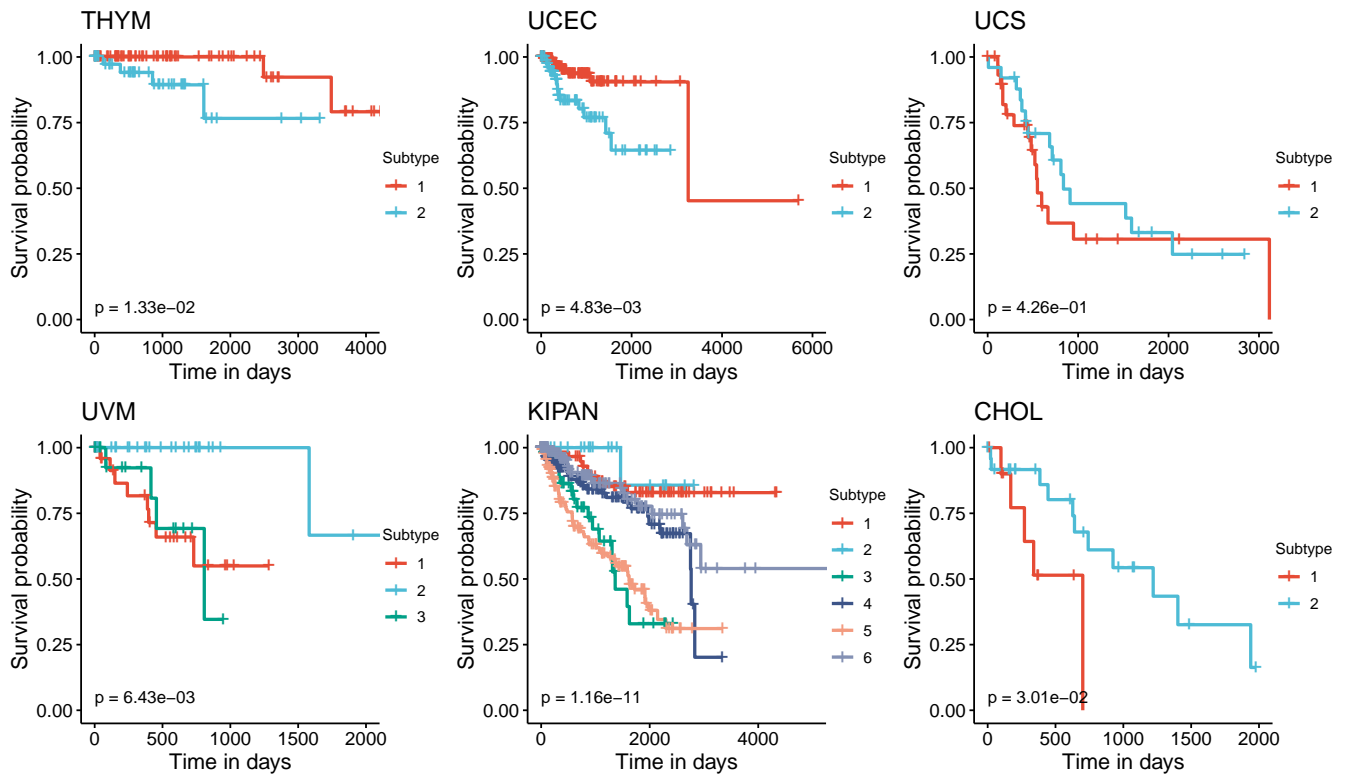 THYM
Survival probability
1.00
0.75
0.50
0.25
0.00
p = 1.33e−02
0 1000 2000 3000 4000
Time in days
Subtype
1
2
UCEC
Survival probability
1.00
0.75
0.50
0.25
0.00
p = 4.83e−03
0 2000 4000 6000
Time in days
Subtype
1
2
UCS
Survival probability
1.00
0.75
0.50
0.25
0.00
p = 4.26e−01
0 1000 2000 3000
Time in days
Subtype
1
2
UVM
Survival probability
1.00
0.75
0.50
0.25
0.00
p = 6.43e−03
0 500 1000 1500 2000
Time in days
Subtype
1
2
3
KIPAN
Survival probability
1.00
0.75
0.50
0.25
0.00
p = 1.16e−11
0 2000 4000
Time in days
Subtype
1
2
3
4
5
6
CHOL
Survival probability
1.00
0.75
0.50
0.25
0.00
p = 3.01e−02
0 500 1000 1500 2000
Time in days
Subtype
1
2